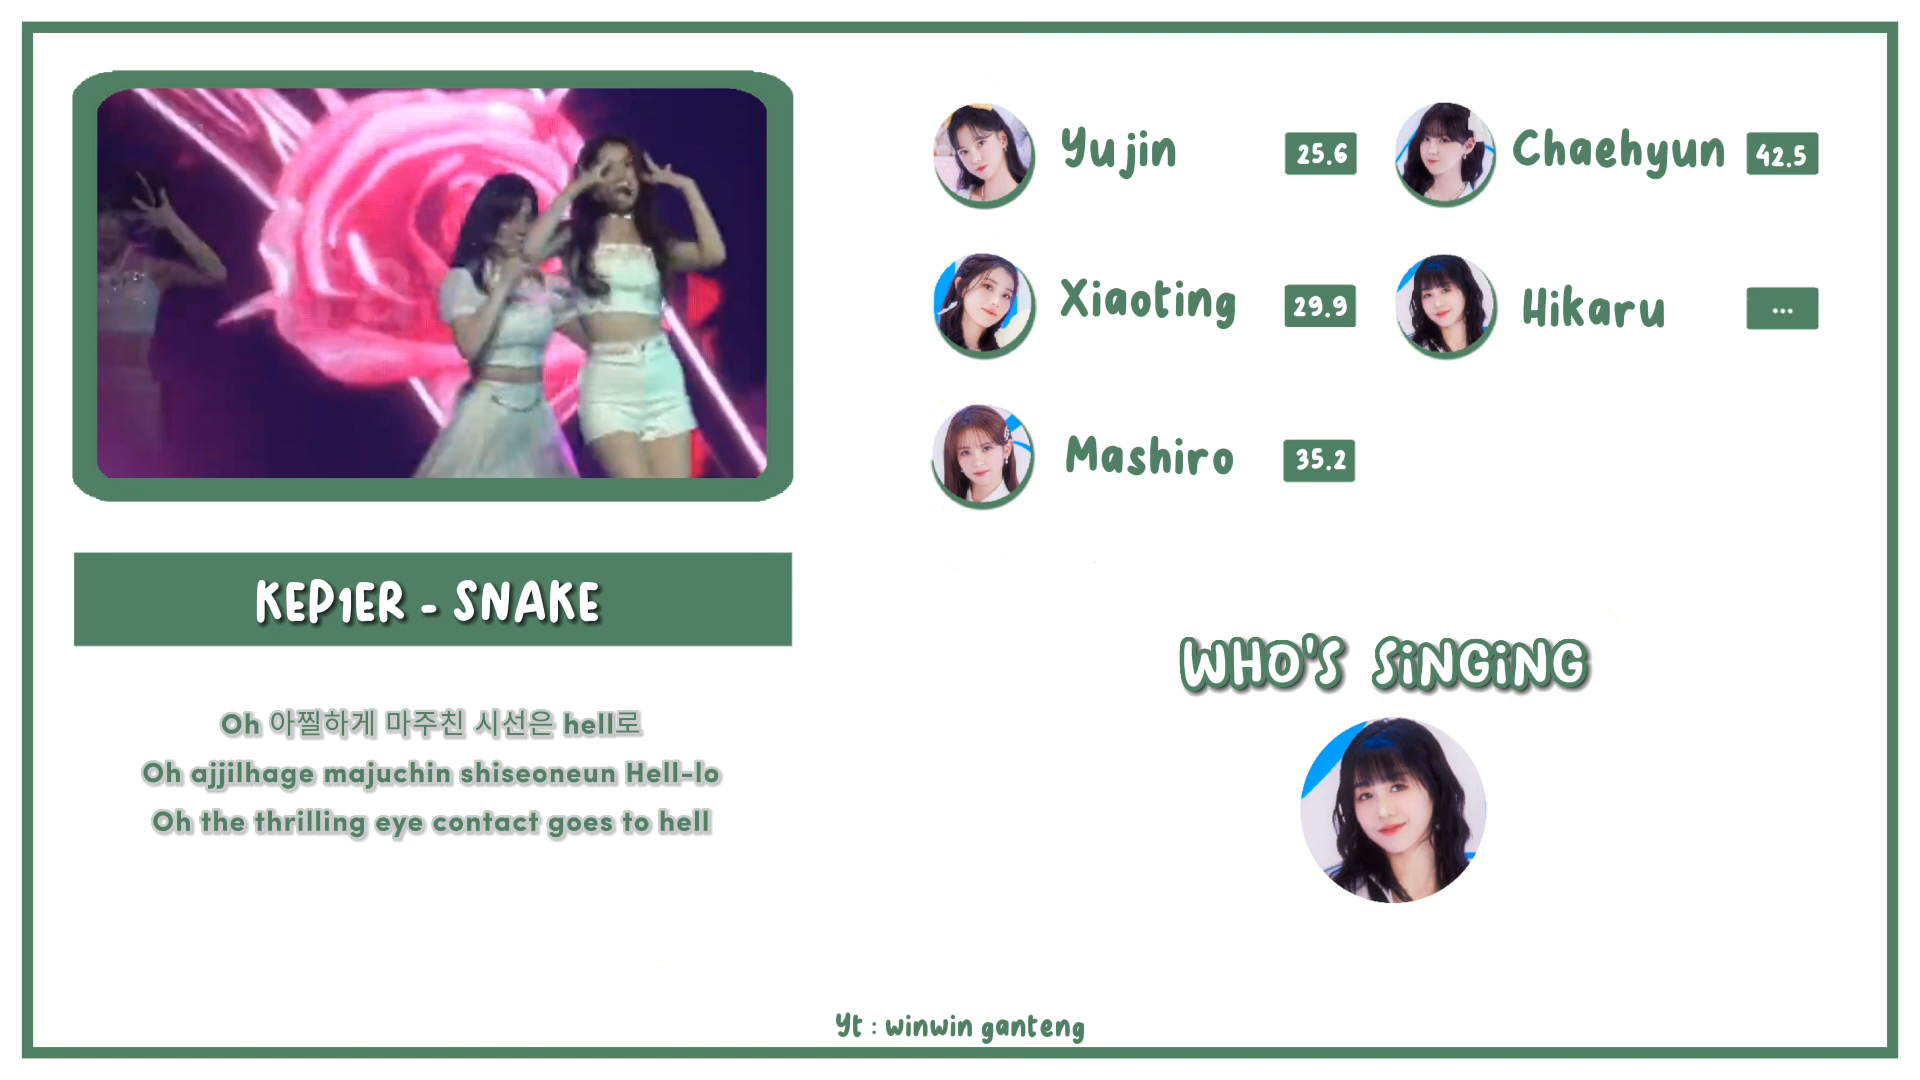 Yujin
25.6
Chaehyun
42.5
Xiaoting
29.9
Hikaru
...
Mashiro
35.2
KEP1ER - SNAKE
Oh 아찔하게 마주친 시선은 hell로
Oh ajjilhage majuchin shiseoneun Hell-lo
Oh the thrilling eye contact goes to hell
WHO'S SiNGiNG
Yt : winwin ganteng